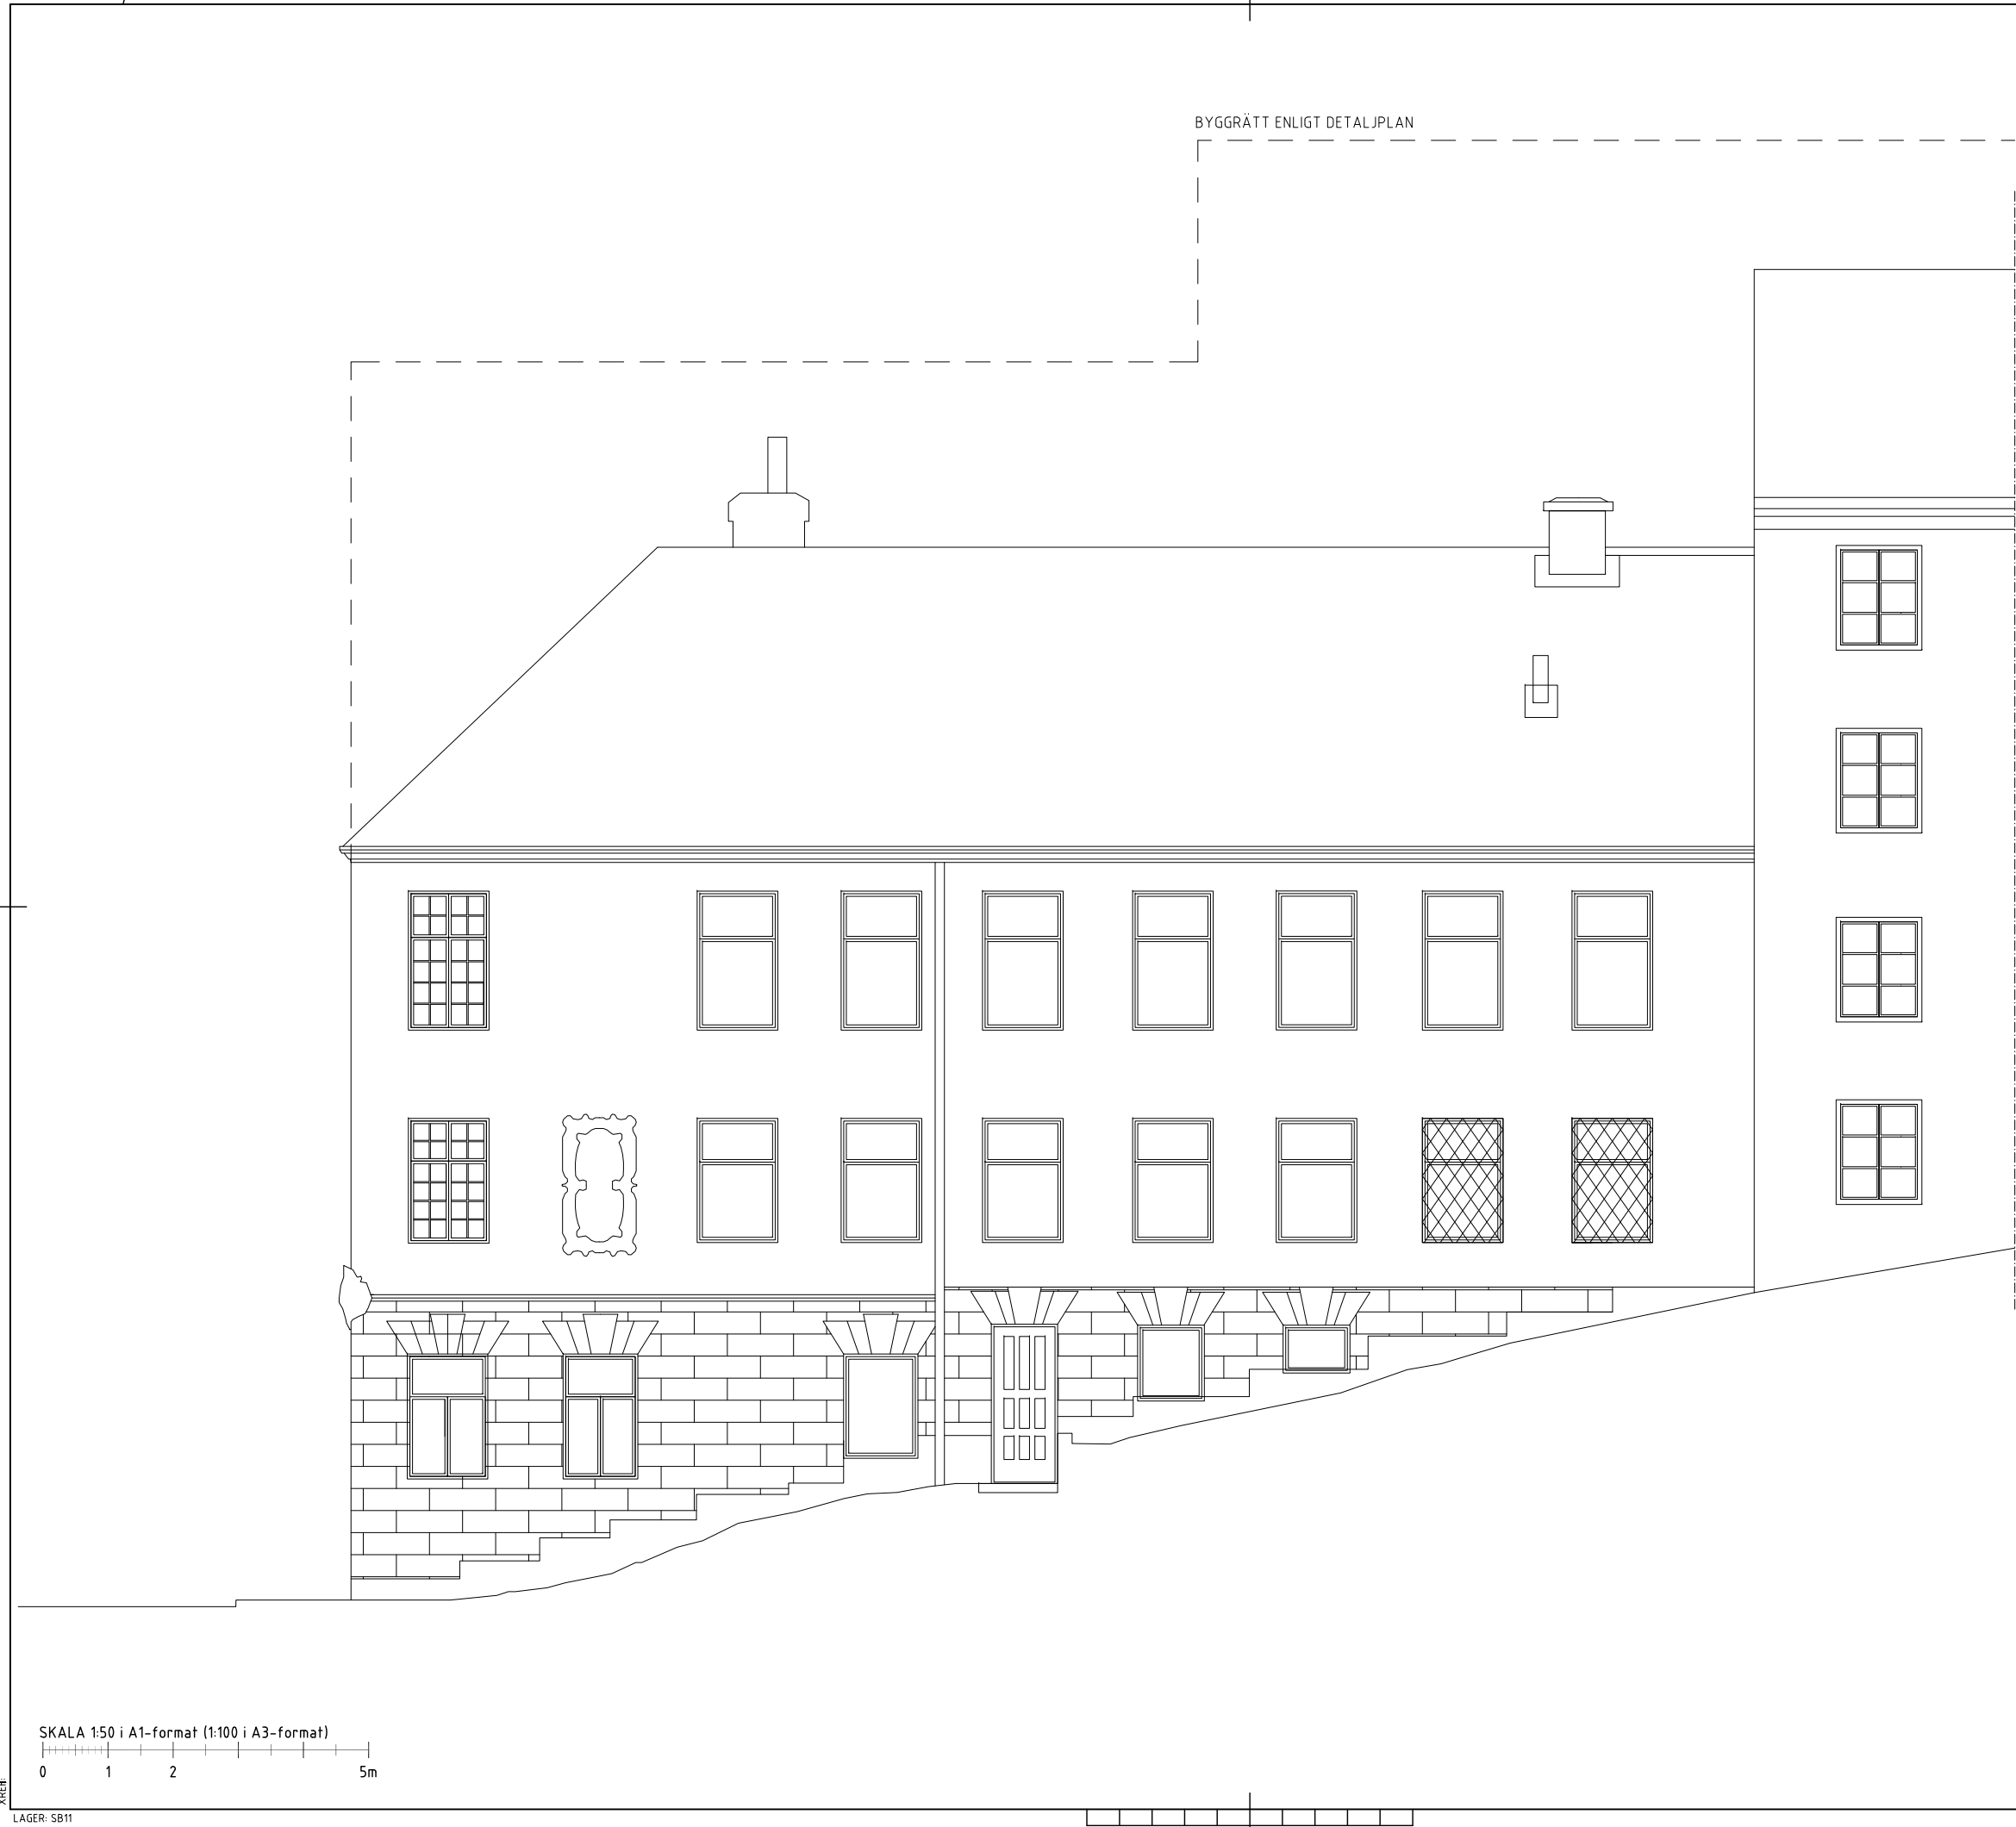 BYGGRÄTT ENLIGT DETALJPLAN
SKALA 1:50 i A1-format (1:100 i A3-format)
0 1 2 5m
LAGER: SB11